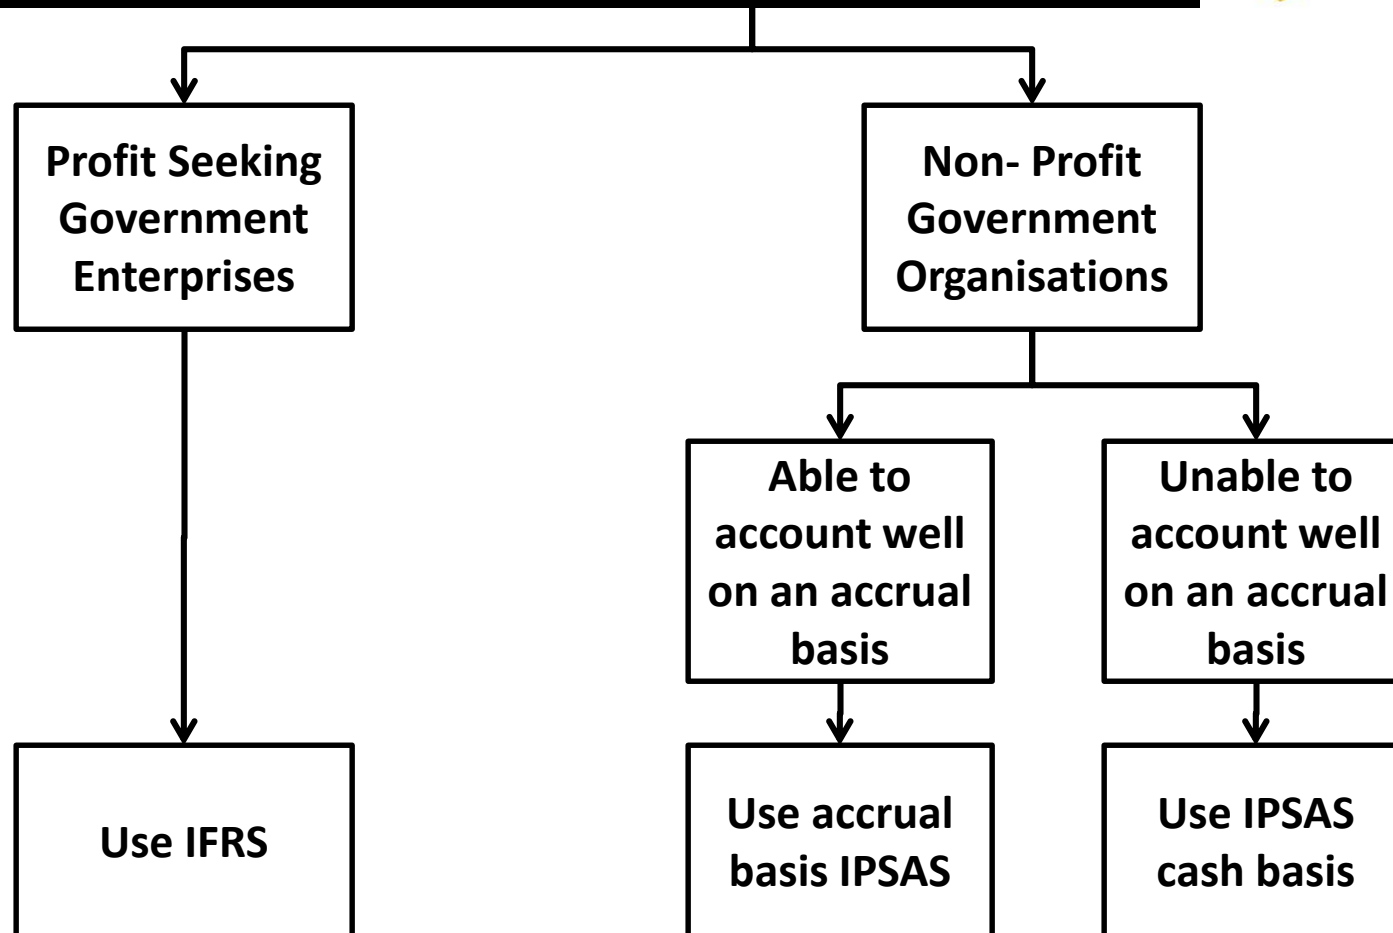 Profit Seeking
Government
Enterprises
Non- Profit
Government
Organisations
Able to
account well
on an accrual
basis
Unable to
account well
on an accrual
basis
Use IFRS
Use accrual
basis IPSAS
Use IPSAS
cash basis